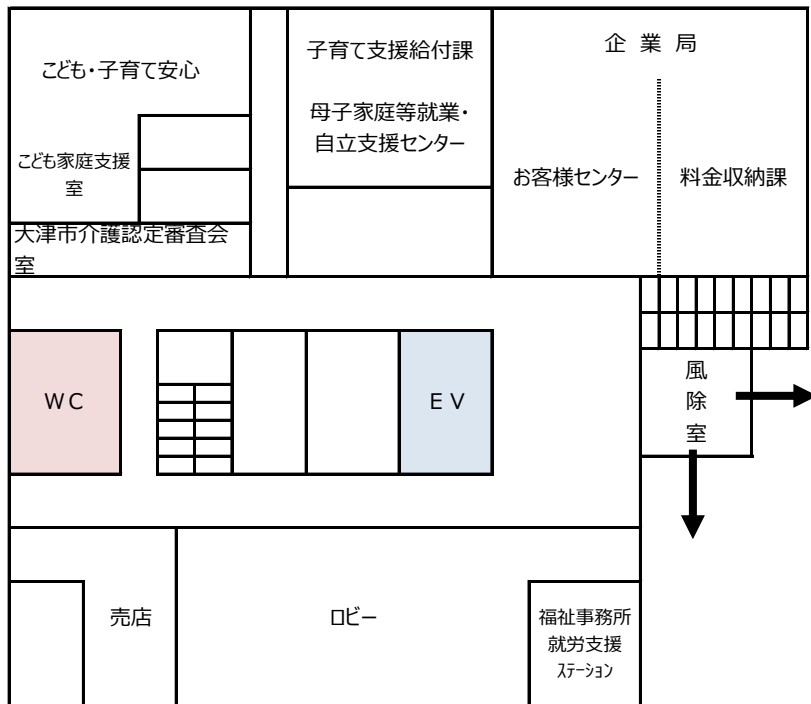 こども・子育て安心
こども家庭支援
室
大津市介護認定審査会
室
子育て支援給付課
母子家庭等就業・
自立支援センター
企 業 局
お客様センター
料金収納課
ＷＣ
ＥＶ
風
除
室
売店
ロビー
福祉事務所
就労支援
ｽﾃｰｼｮﾝ